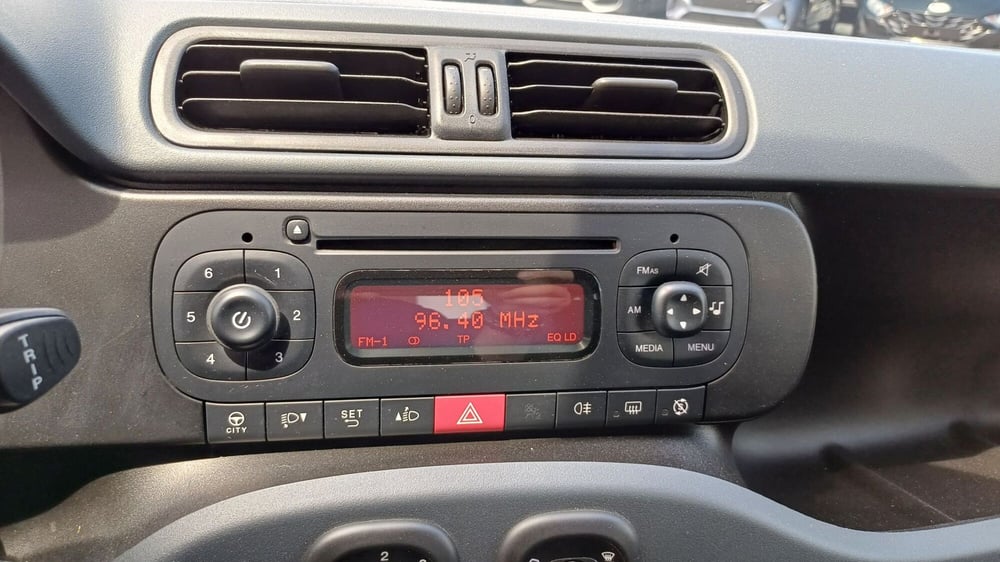 R
O
6 1
5 2
4 3
105
96.40 MHz
FM-1 TP EQ LD
FMAS
AM
MEDIA MENU
TRIP
CITY
SET
2